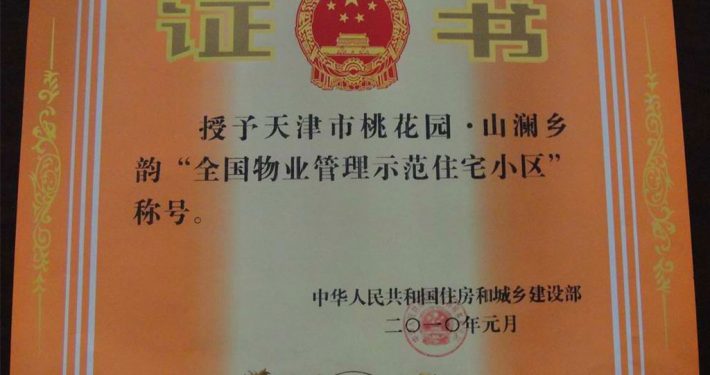 证书
授予天津市桃花园·山澜乡
韵“全国物业管理示范住宅小区”
称号。
中华人民共和国住房和城乡建设部
二〇一〇年元月